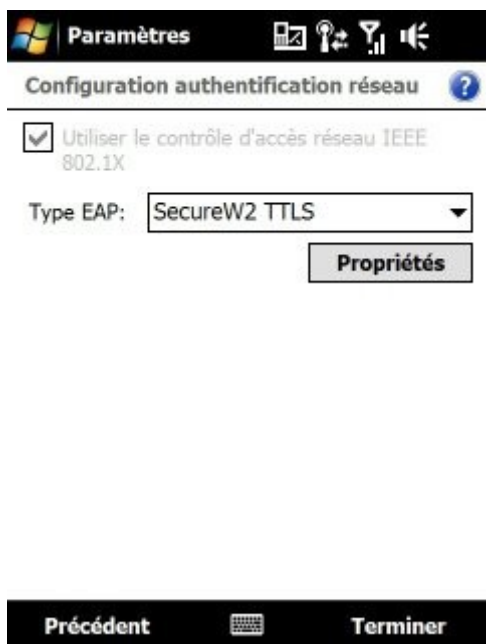 Paramètres
Configuration authentification réseau
Utiliser le contrôle d'accès réseau IEEE
802.1X
Type EAP: SecureW2 TTLS
Propriétés
Précédent Terminer